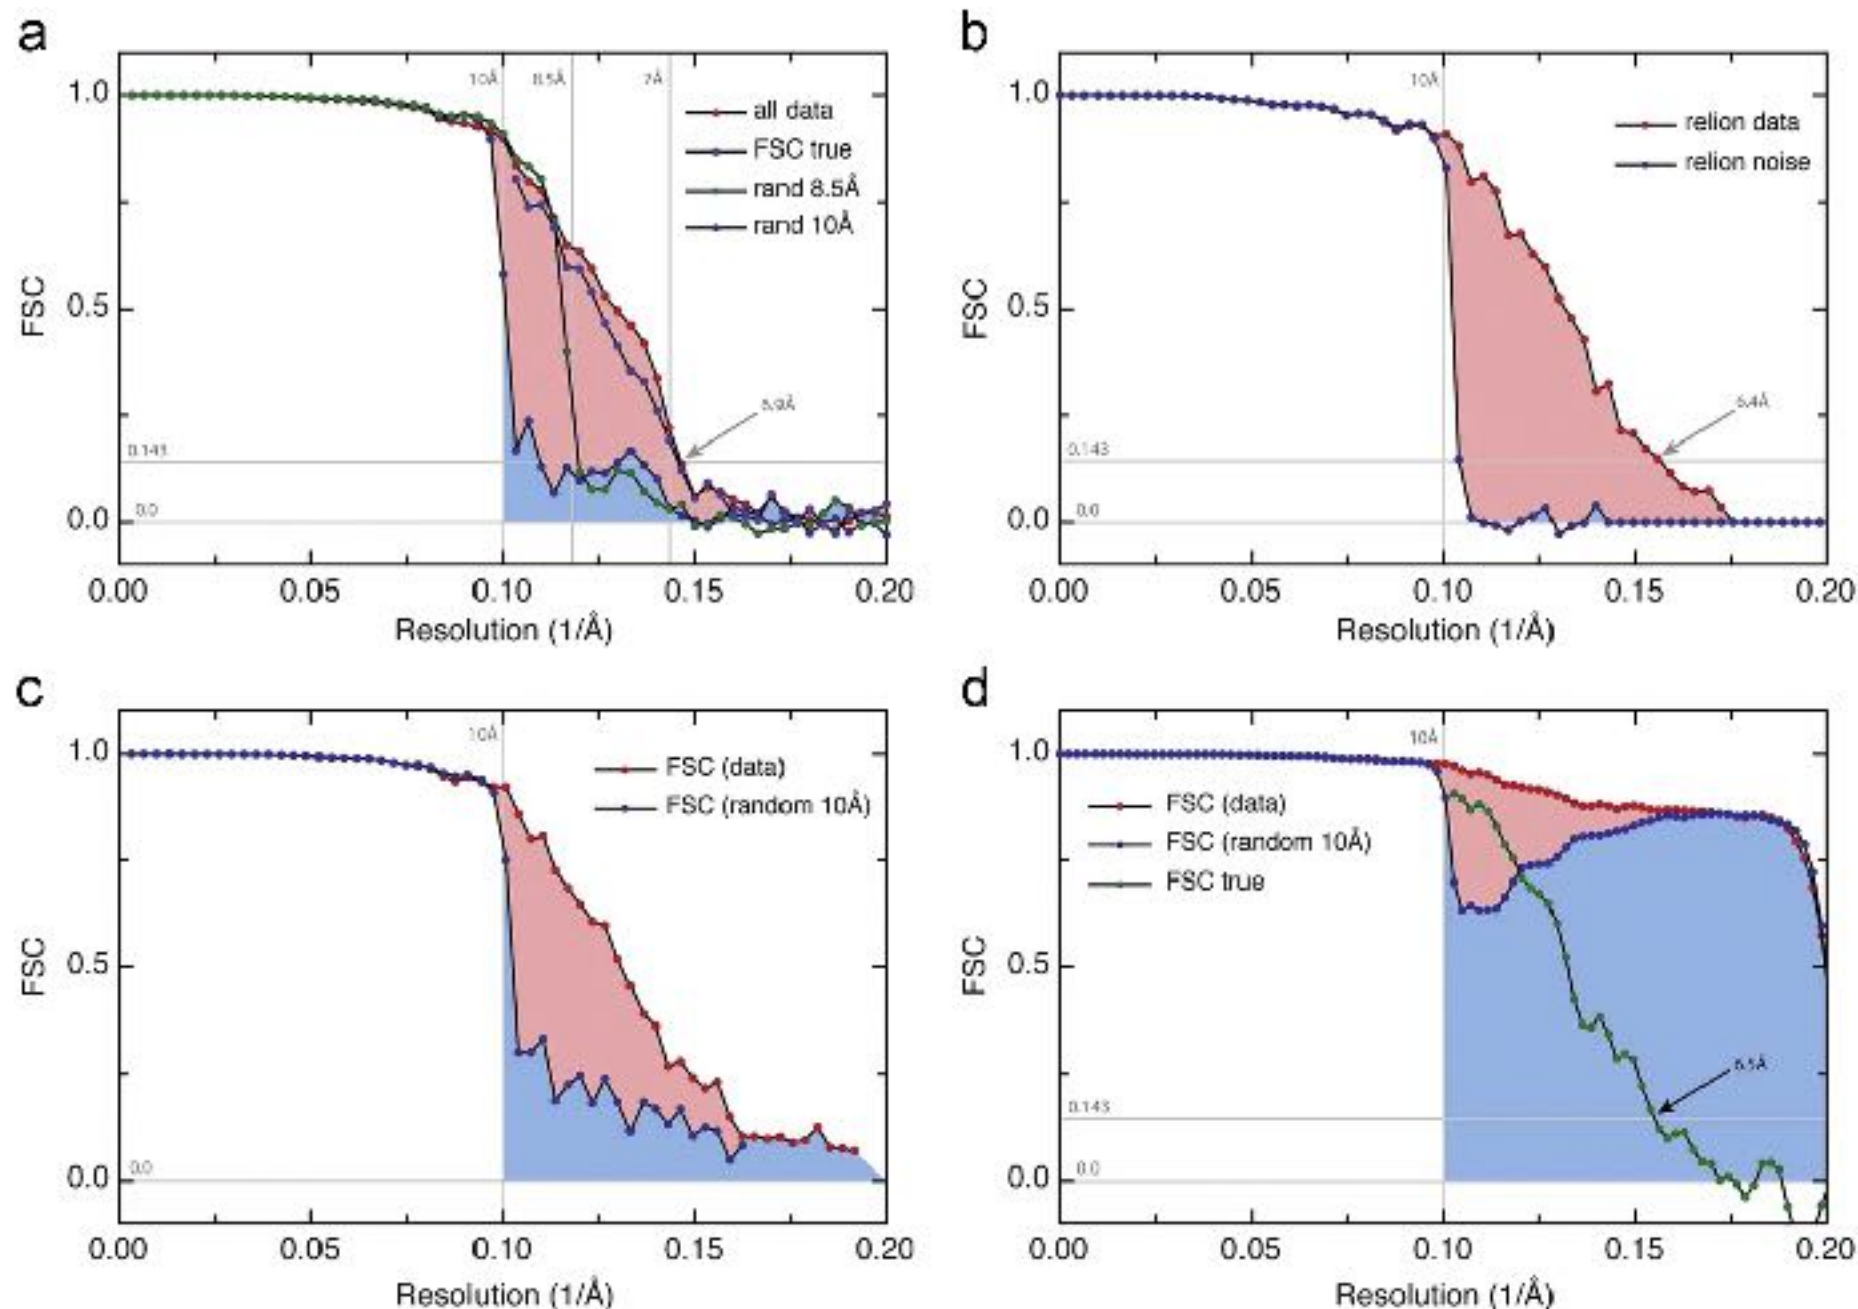 a
10Å 8.5Å 7Å
1.0
all data
FSC true
rand 8.5Å
rand 10Å
FSC
0.5
0.143
0.0
0.0
0.00 0.05 0.10 0.15 0.20
Resolution (1/Å)
b
10Å
1.0
relion data
relion noise
FSC
0.5
6.4Å
0.143
0.0
0.0
0.00 0.05 0.10 0.15 0.20
Resolution (1/Å)
c
10Å
1.0
FSC (data)
FSC (random 10Å)
FSC
0.5
0.0
0.0
0.00 0.05 0.10 0.15 0.20
Resolution (1/Å)
d
10Å
1.0
FSC (data)
FSC (random 10Å)
FSC true
FSC
0.5
0.143
0.0
0.0
0.00 0.05 0.10 0.15 0.20
Resolution (1/Å)